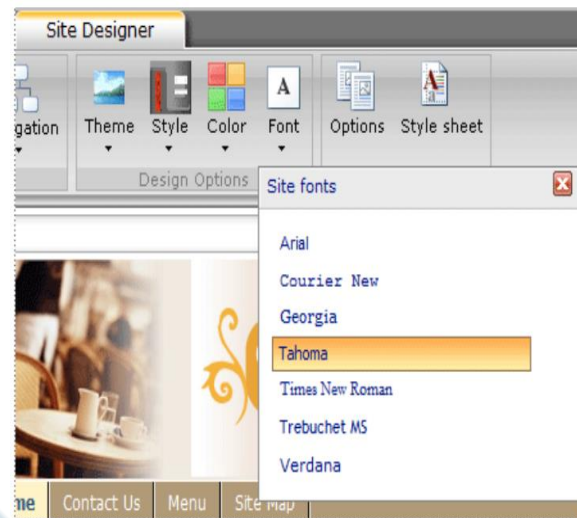 Site Designer
gation Theme Style Color Font Options Style sheet
A
A
a
Design Options
Site fonts
Arial
Courier New
Georgia
Tahoma
Times New Roman
Trebuchet MS
Verdana
me Contact Us Menu Site Map